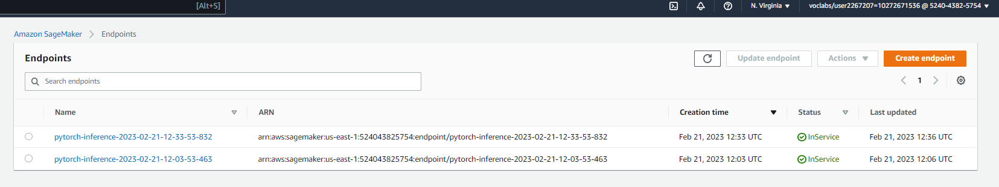 [Alt+S] N. Virginia voclabs/user2267207=10272671536 @ 5240-4382-5754
Amazon SageMaker Endpoints
Endpoints Update endpoint Actions Create endpoint
Search endpoints 1
Name ARN Creation time Status Last updated
pytorch-inference-2023-02-21-12-33-53-832 arn:aws:sagemaker:us-east-1:524043825754:endpoint/pytorch-inference-2023-02-21-12-33-53-832 Feb 21, 2023 12:33 UTC InService Feb 21, 2023 12:36 UTC
pytorch-inference-2023-02-21-12-03-53-463 arn:aws:sagemaker:us-east-1:524043825754:endpoint/pytorch-inference-2023-02-21-12-03-53-463 Feb 21, 2023 12:03 UTC InService Feb 21, 2023 12:06 UTC